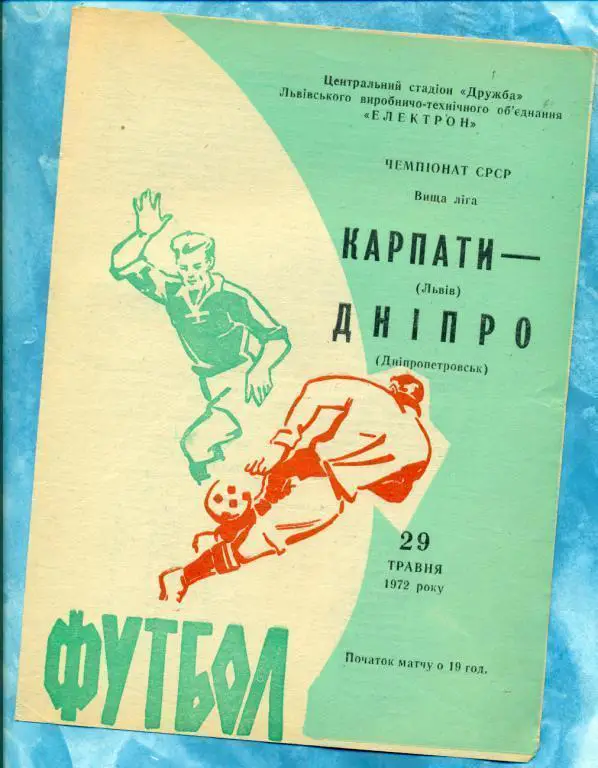 Центральний стадіон «Дружба»
Львівського виробничо-технічного об'єднання
«ЕЛЕКТРОН»
ЧЕМПІОНАТ СРСР
Вища ліга
КАРПАТИ —
(Львів)
ДНІПРО
(Дніпропетровськ)
29
ТРАВНЯ
1972 року
Початок матчу о 19 год.
ФУТБОЛ